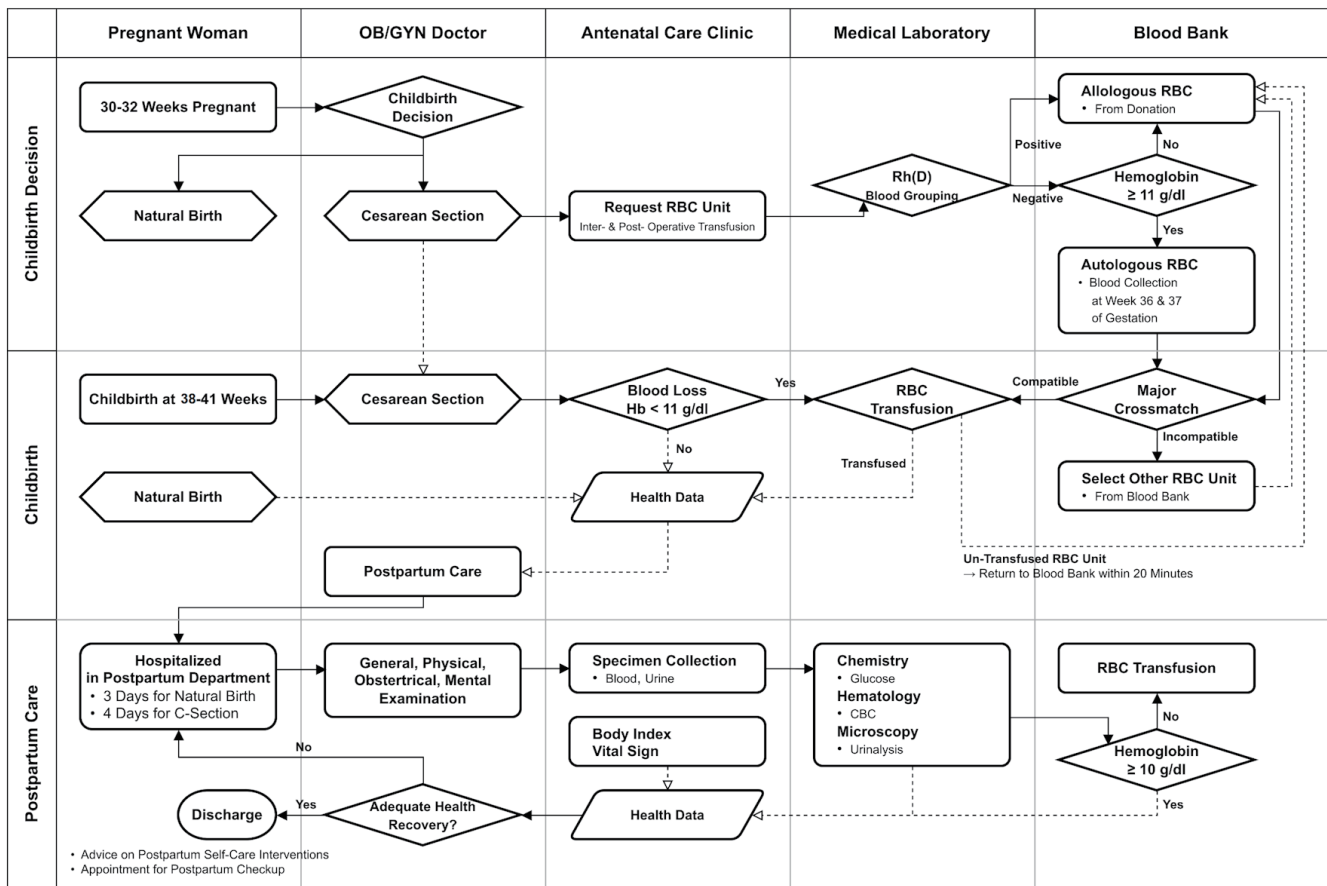 Pregnant Woman
OB/GYN Doctor
Antenatal Care Clinic
Medical Laboratory
Blood Bank
Childbirth Decision
30-32 Weeks Pregnant
Childbirth
Decision
Natural Birth
Cesarean Section
Request RBC Unit
Inter- & Post- Operative Transfusion
Rh(D)
Blood Grouping
Positive
Negative
Allologous RBC
• From Donation
No
Hemoglobin
≥ 11 g/dl
Yes
Autologous RBC
• Blood Collection
at Week 36 & 37
of Gestation
Childbirth
Childbirth at 38-41 Weeks
Cesarean Section
Blood Loss
Hb < 11 g/dl
Yes
No
RBC
Transfusion
Compatible
Major
Crossmatch
Incompatible
Natural Birth
Health Data
Transfused
Select Other RBC Unit
• From Blood Bank
Postpartum Care
Un-Transfused RBC Unit
→ Return to Blood Bank within 20 Minutes
Postpartum Care
Hospitalized
in Postpartum Department
• 3 Days for Natural Birth
• 4 Days for C-Section
General, Physical,
Obstertrical, Mental
Examination
Specimen Collection
• Blood, Urine
Body Index
Vital Sign
Chemistry
• Glucose
Hematology
• CBC
Microscopy
• Urinalysis
RBC Transfusion
No
Hemoglobin
≥ 10 g/dl
Yes
No
Discharge
Yes
Adequate Health
Recovery?
Health Data
• Advice on Postpartum Self-Care Interventions
• Appointment for Postpartum Checkup